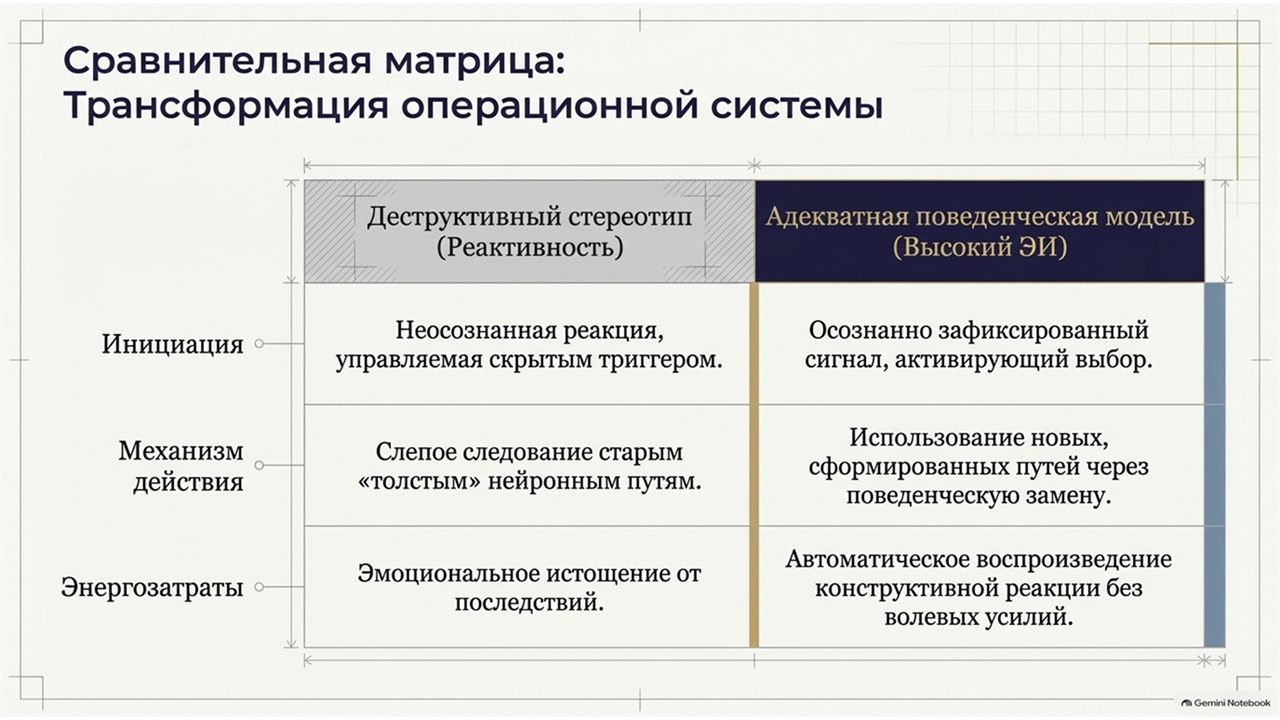 Сравнительная матрица:
Трансформация операционной системы
Деструктивный стереотип
(Реактивность)
Адекватная поведенческая модель
(Высокий ЭИ)
Инициация
Неосознанная реакция,
управляемая скрытым триггером.
Осознанно зафиксированный
сигнал, активирующий выбор.
Механизм
действия
Слепое следование старым
«толстым» нейронным путям.
Использование новых,
сформированных путей через
поведенческую замену.
Энергозатраты
Эмоциональное истощение от
последствий.
Автоматическое воспроизведение
конструктивной реакции без
волевых усилий.
Gemini Notebook